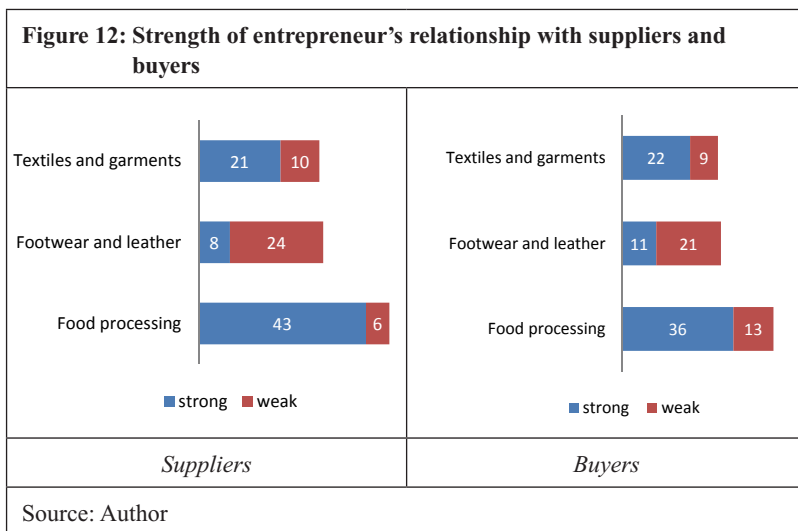 Figure 12: Strength of entrepreneur’s relationship with suppliers and
buyers
Textiles and garments 21 10
Footwear and leather 8 24
Food processing 43 6
strong weak
Textiles and garments 22 9
Footwear and leather 11 21
Food processing 36 13
strong weak
Suppliers
Buyers
Source: Author